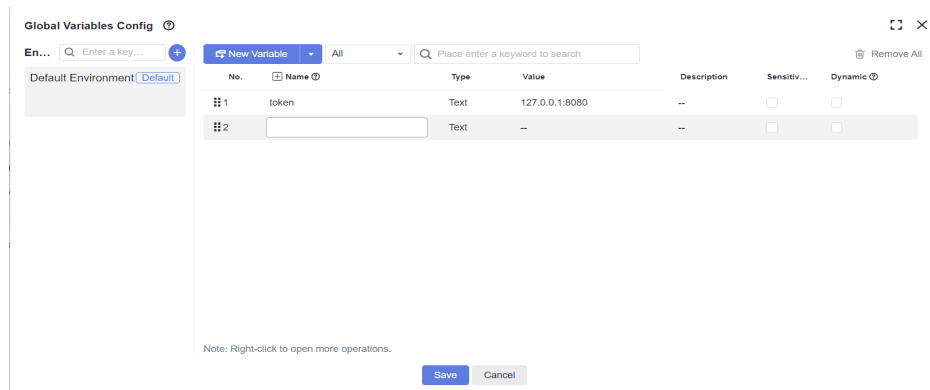 Global Variables Config
En... Enter a key... New Variable All Place enter a keyword to search Remove All
Default Environment Default
No. Name Type Value Description Sensitiv... Dynamic
1 token Text 127.0.0.1:8080 --
2 Text -- --
Note: Right-click to open more operations.
Save Cancel